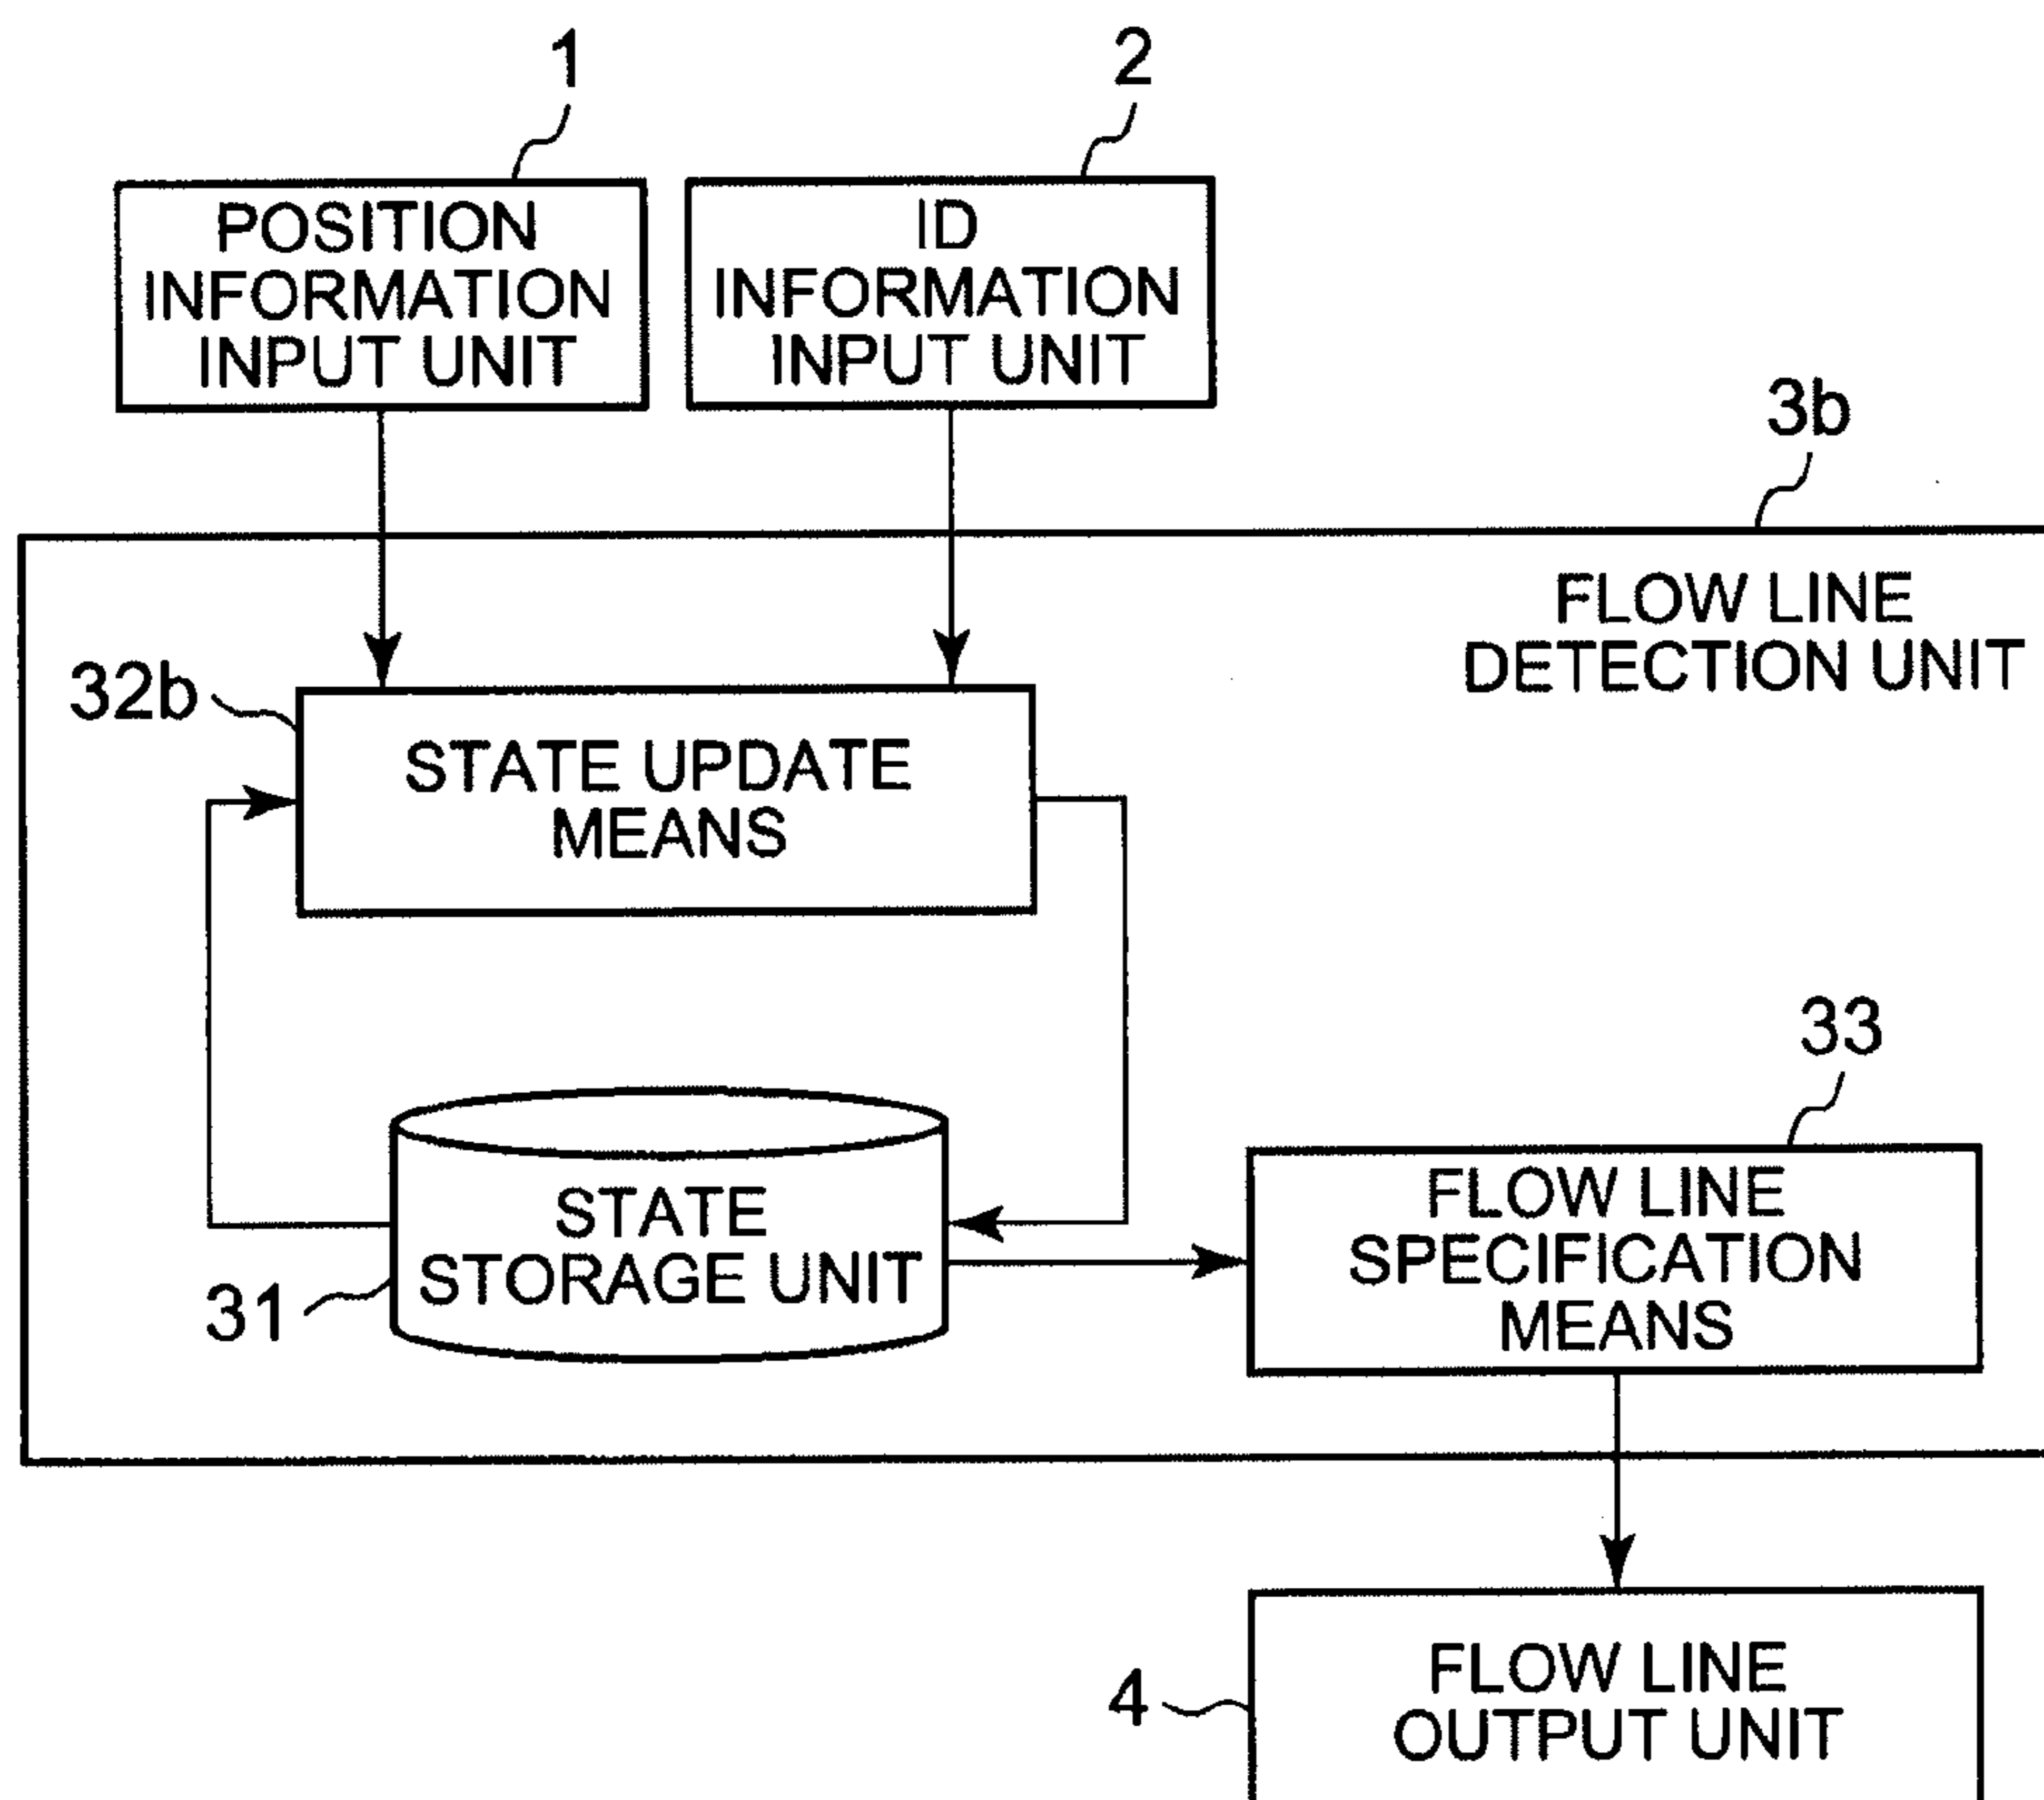 1
2
POSITION
INFORMATION
INPUT UNIT
ID
INFORMATION
INPUT UNIT
3b
FLOW LINE
DETECTION UNIT
32b
STATE UPDATE
MEANS
33
STATE
STORAGE UNIT
31
FLOW LINE
SPECIFICATION
MEANS
4
FLOW LINE
OUTPUT UNIT